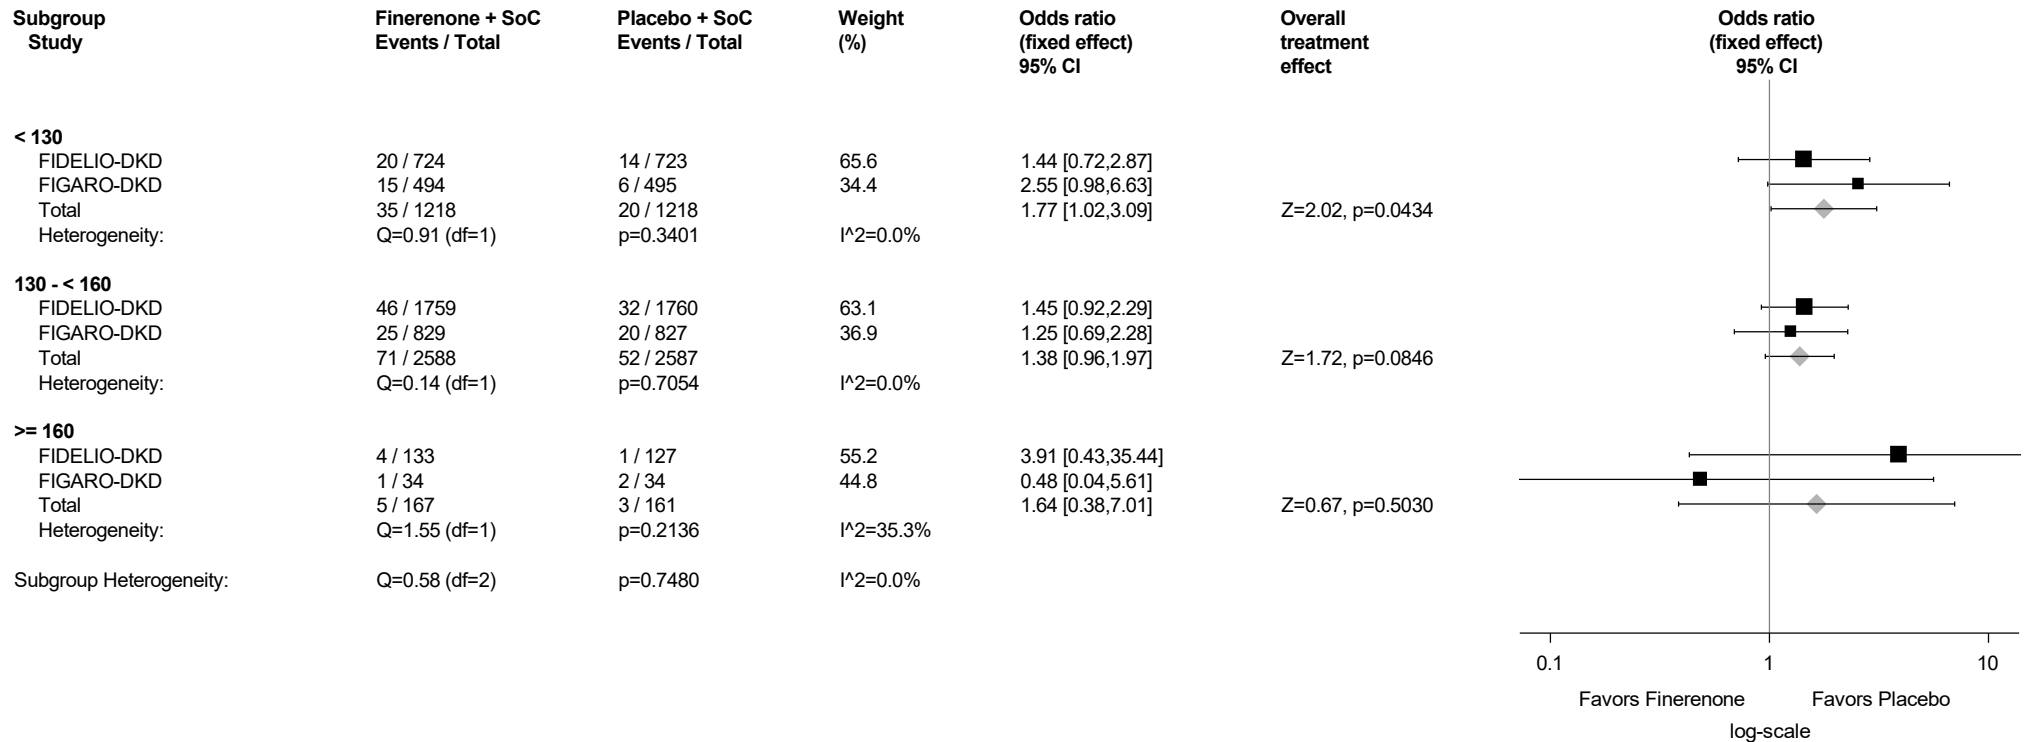 Subgroup Finerenone + SoC Placebo + SoC Weight Odds ratio Overall Odds ratio
Study Events / Total Events / Total (%) (fixed effect) treatment (fixed effect)
95% CI effect 95% CI
< 130
FIDELIO-DKD 20 / 724 14 / 723 65.6 1.44 [0.72,2.87]
FIGARO-DKD 15 / 494 6 / 495 34.4 2.55 [0.98,6.63]
Total 35 / 1218 20 / 1218 1.77 [1.02,3.09] Z=2.02, p=0.0434
Heterogeneity: Q=0.91 (df=1) p=0.3401 I^2=0.0%
130 - < 160
FIDELIO-DKD 46 / 1759 32 / 1760 63.1 1.45 [0.92,2.29]
FIGARO-DKD 25 / 829 20 / 827 36.9 1.25 [0.69,2.28]
Total 71 / 2588 52 / 2587 1.38 [0.96,1.97] Z=1.72, p=0.0846
Heterogeneity: Q=0.14 (df=1) p=0.7054 I^2=0.0%
>= 160
FIDELIO-DKD 4 / 133 1 / 127 55.2 3.91 [0.43,35.44]
FIGARO-DKD 1 / 34 2 / 34 44.8 0.48 [0.04,5.61]
Total 5 / 167 3 / 161 1.64 [0.38,7.01] Z=0.67, p=0.5030
Heterogeneity: Q=1.55 (df=1) p=0.2136 I^2=35.3%
Subgroup Heterogeneity: Q=0.58 (df=2) p=0.7480 I^2=0.0%
0.1 1 10
Favors Finerenone Favors Placebo
log-scale